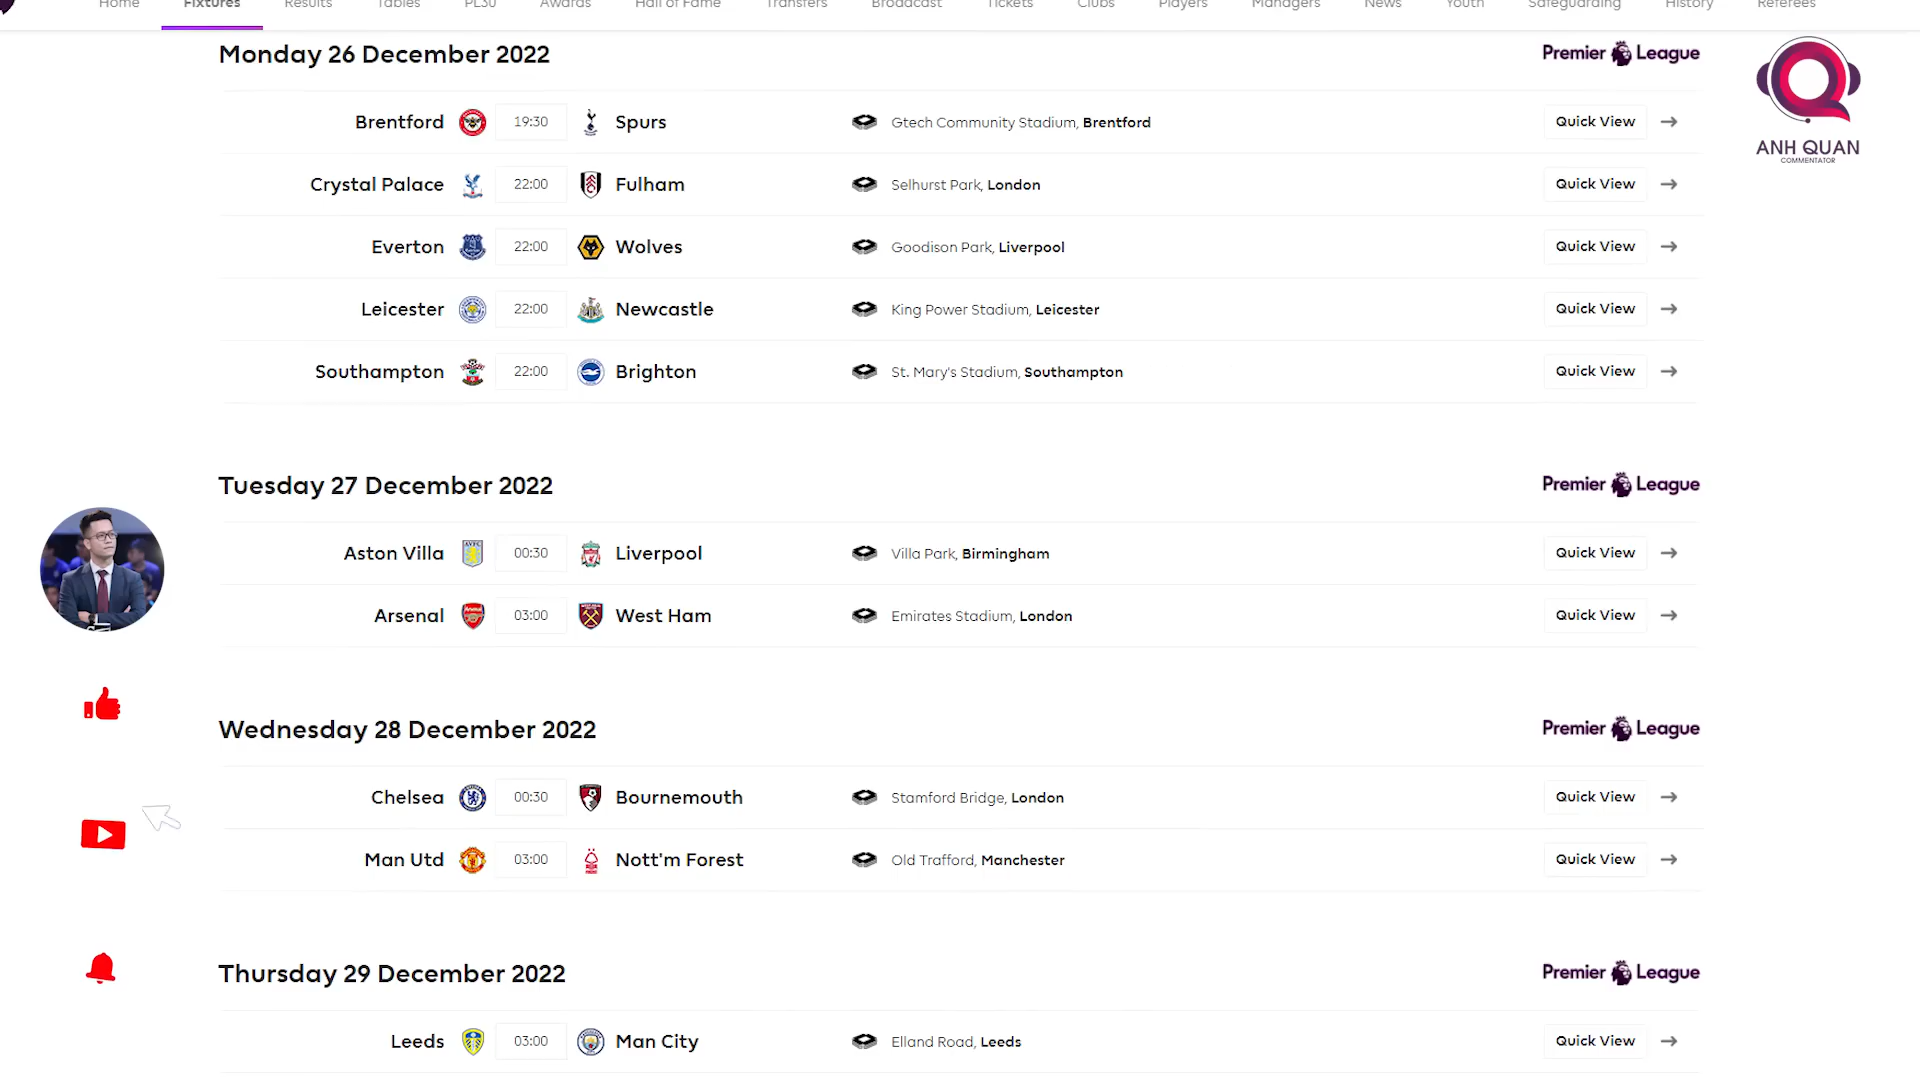 Home Fixtures Results Tables PL30 Awards Hall of Fame Transfers Broadcast Tickets Clubs Players Managers News Youth Safeguarding History Referees
Monday 26 December 2022 Premier League
Brentford 19:30 Spurs Gtech Community Stadium, Brentford Quick View →
Crystal Palace 22:00 Fulham Selhurst Park, London Quick View →
Everton 22:00 Wolves Goodison Park, Liverpool Quick View →
Leicester 22:00 Newcastle King Power Stadium, Leicester Quick View →
Southampton 22:00 Brighton St. Mary's Stadium, Southampton Quick View →
ANH QUAN
COMMENTATOR
Tuesday 27 December 2022 Premier League
Aston Villa 00:30 Liverpool Villa Park, Birmingham Quick View →
Arsenal 03:00 West Ham Emirates Stadium, London Quick View →
Wednesday 28 December 2022 Premier League
Chelsea 00:30 Bournemouth Stamford Bridge, London Quick View →
Man Utd 03:00 Nott'm Forest Old Trafford, Manchester Quick View →
Thursday 29 December 2022 Premier League
Leeds 03:00 Man City Elland Road, Leeds Quick View →